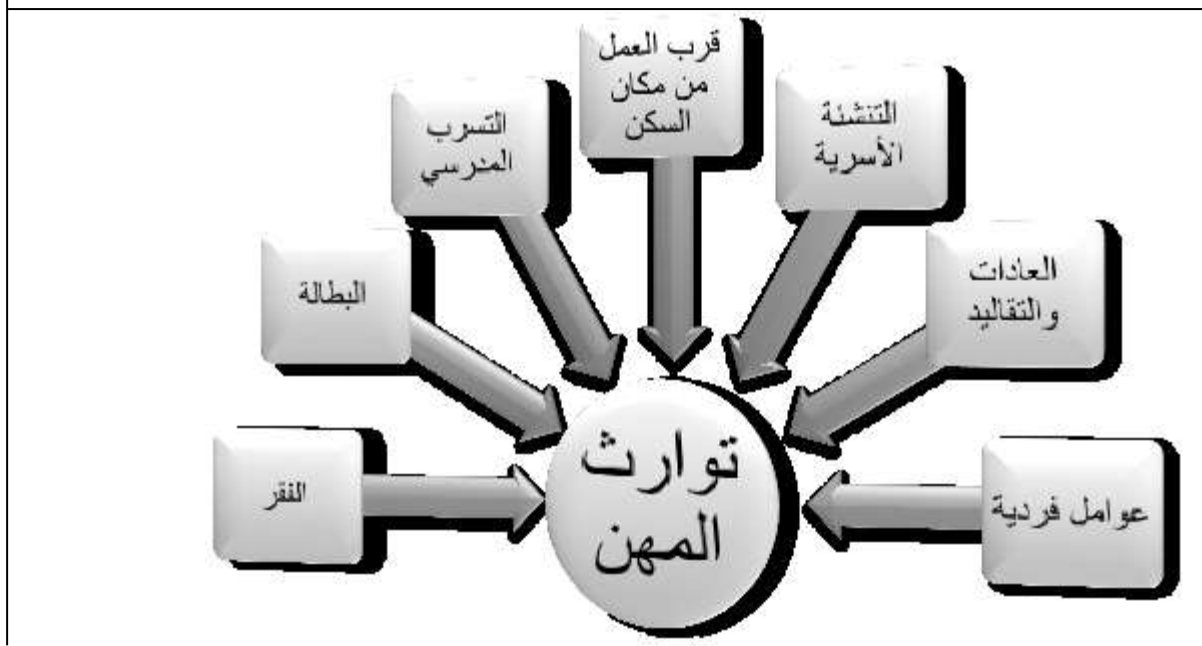 قرب العمل
من مكان
السكن
التنشئة
الأسرية
التسرب
المدرسي
العادات
والتقاليد
البطالة
عوامل فردية
الفقر
توارث
المهن